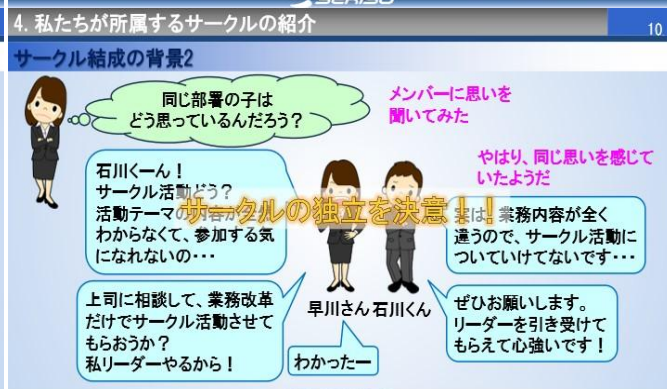 4. 私たちが所属するサークルの紹介
10
サークル結成の背景2
同じ部署の子は
どう思っているんだろう？
メンバーに思いを
聞いてみた
やはり、同じ思いを感じて
いたようだ
石川くーん！
サークル活動どう？
活動テーマの内容が
わからなくて、参加する気
になれないの・・・
サークルの独立を決意！！
実は、業務内容が全く
違うので、サークル活動に
ついていけてないです・・・
上司に相談して、業務改革
だけでサークル活動させて
もらおうか？
私リーダーやるから！
早川さん 石川くん
わかったー
ぜひお願いします。
リーダーを引き受けて
もらえて心強いです！